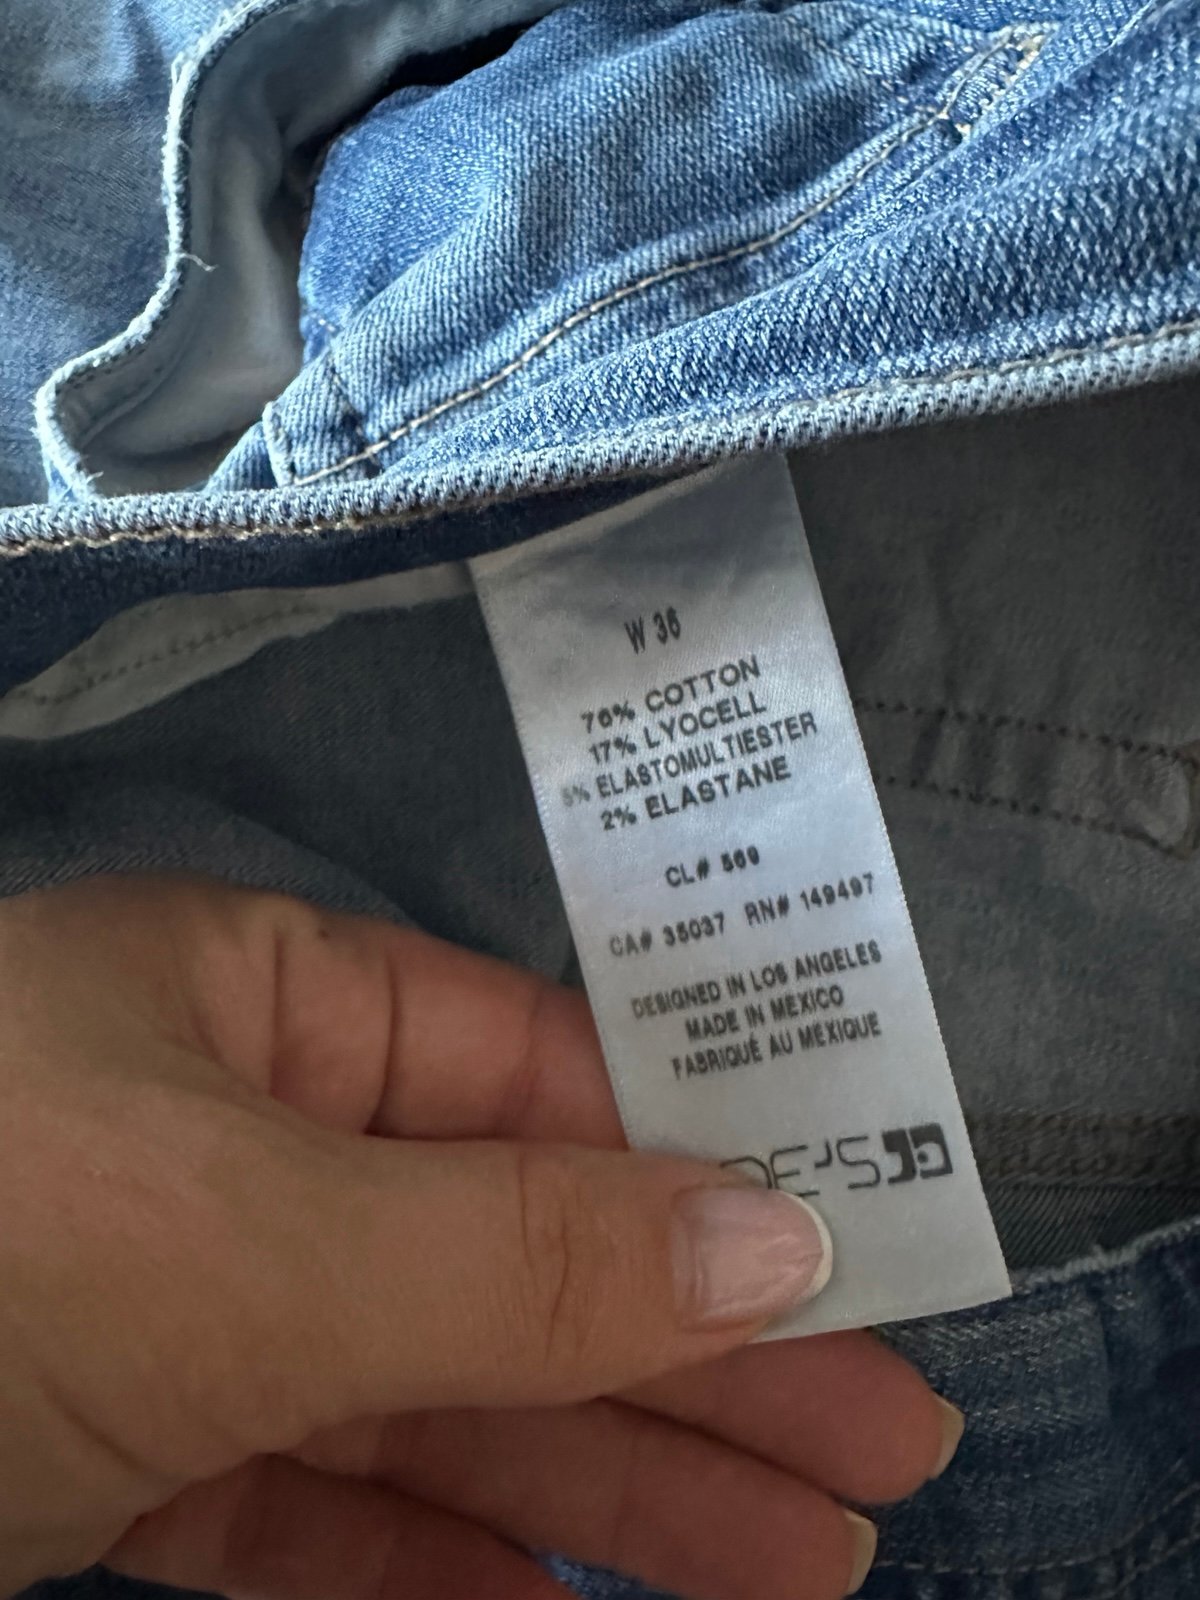 W 36
76% COTTON
17% LYOCELL
5% ELASTOMULTIESTER
2% ELASTANE
CL# 569
CA# 35037 RN# 149497
DESIGNED IN LOS ANGELES
MADE IN MEXICO
FABRIQUÉ AU MEXIQUE
OE'S